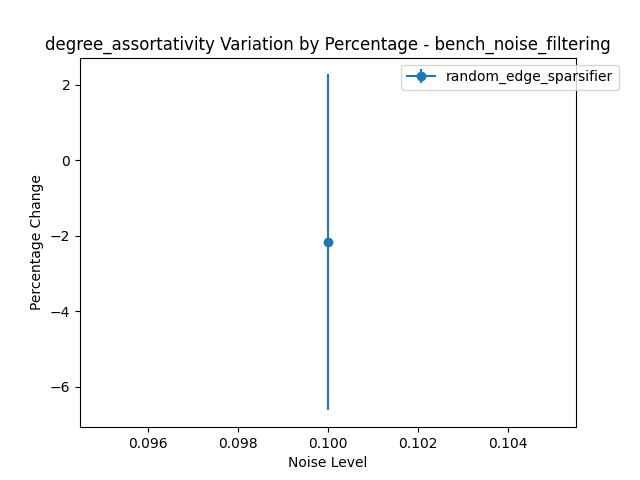 degree_assortativity Variation by Percentage - bench_noise_filtering
random_edge_sparsifier
Percentage Change
2
0
−2
−4
−6
0.096
0.098
0.100
0.102
0.104
Noise Level